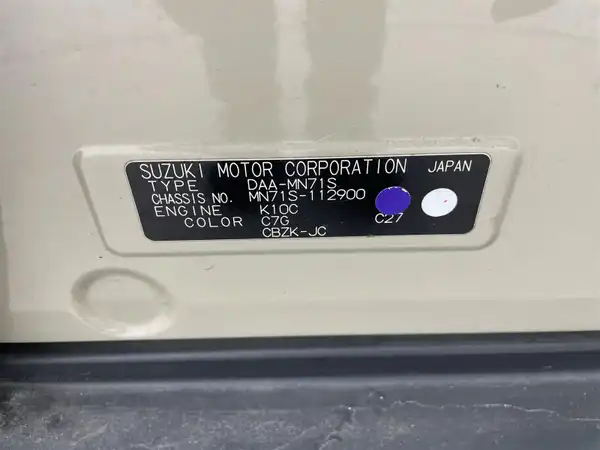 SUZUKI MOTOR CORPORATION JAPAN
TYPE DAA-MN71S
CHASSIS NO. MN71S-112900
ENGINE K10C
COLOR C7G C27
CBZK-JC